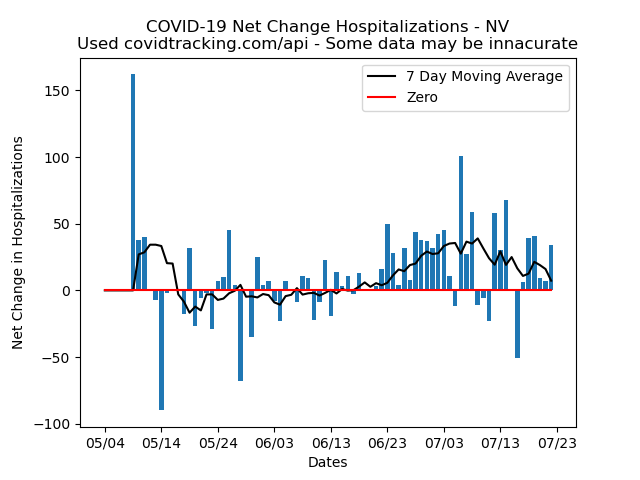 COVID-19 Net Change Hospitalizations - NV
Used covidtracking.com/api - Some data may be innacurate
7 Day Moving Average
Zero
Net Change in Hospitalizations
150
100
50
0
−50
−100
05/04 05/14 05/24 06/03 06/13 06/23 07/03 07/13 07/23
Dates